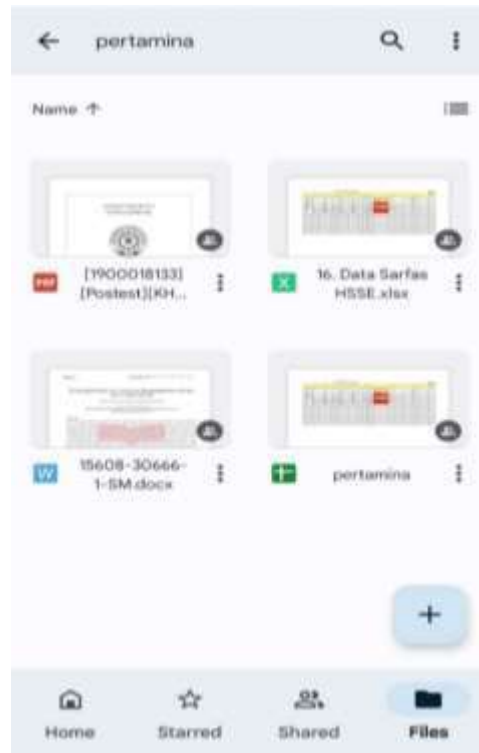 pertamina
Name ↑
[1900018133]
[Postest][KH...
16. Data Sarfas
HSSE.xlsx
15608-30666-
1-SM.docx
pertamina
Home
Starred
Shared
Files